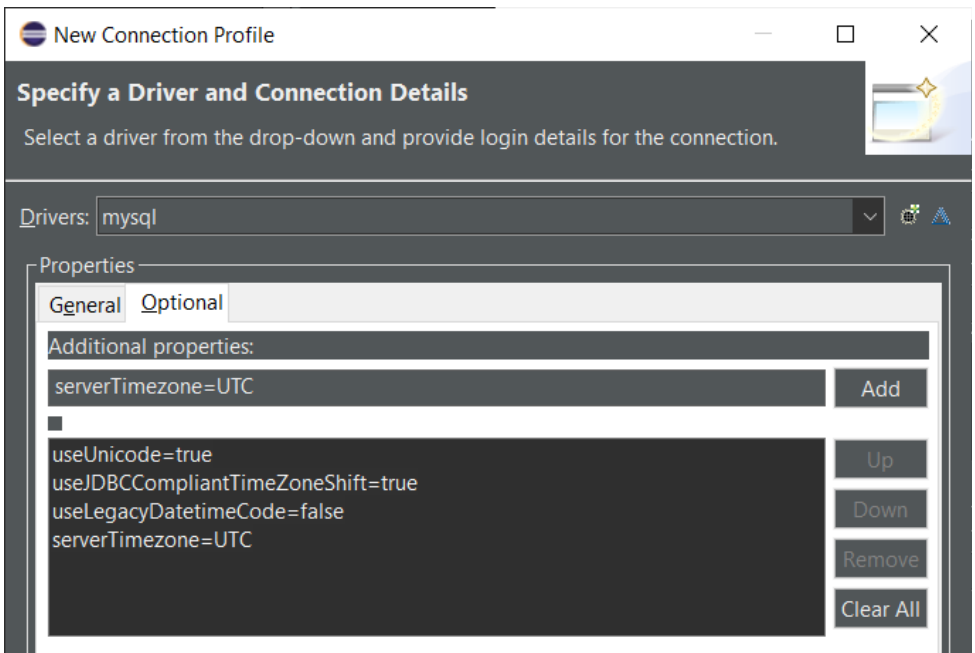 New Connection Profile
Specify a Driver and Connection Details
Select a driver from the drop-down and provide login details for the connection.
Drivers: mysql
Properties
General Optional
Additional properties:
serverTimezone=UTC Add
useUnicode=true
useJDBCCompliantTimeZoneShift=true
useLegacyDatetimeCode=false
serverTimezone=UTC
Up
Down
Remove
Clear All